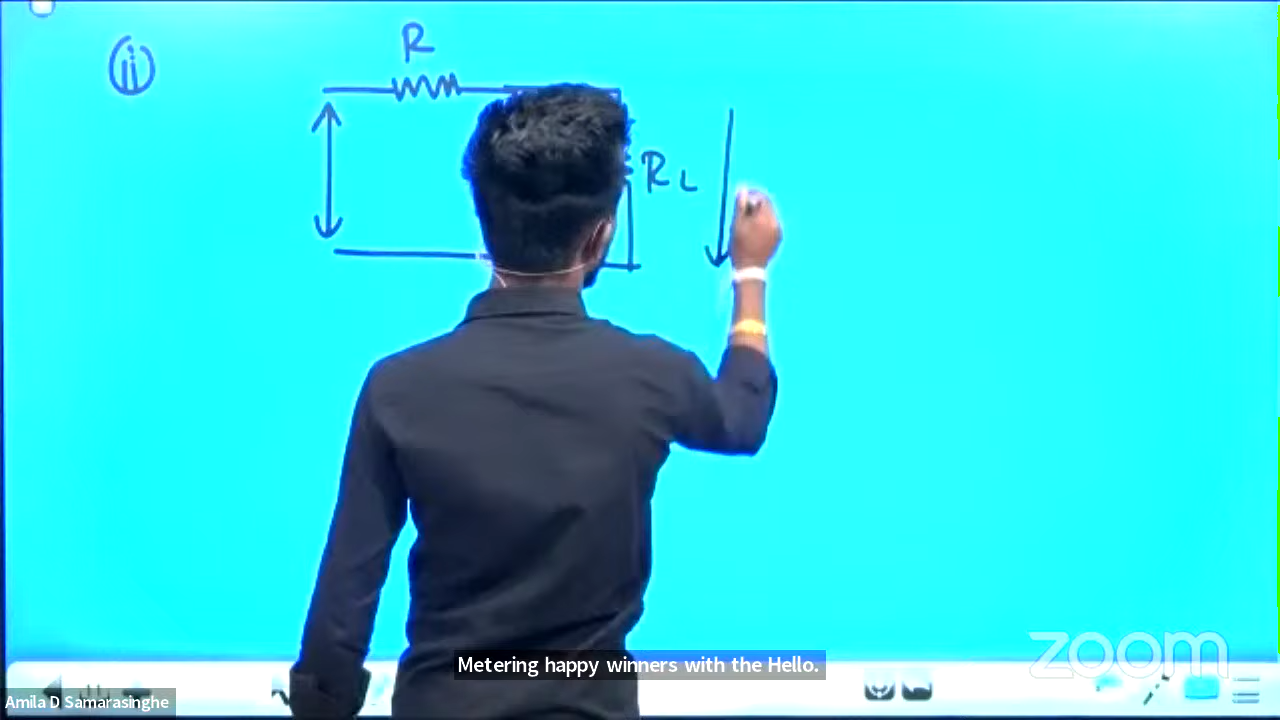 (ii)
R
RL
Metering happy winners with the Hello.
zoom
Amila D Samarasinghe